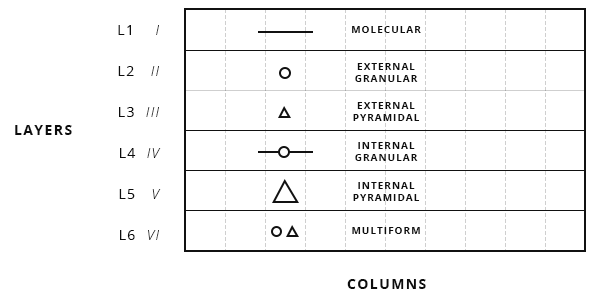 L1 I MOLECULAR
L2 II EXTERNAL
GRANULAR
L3 III EXTERNAL
PYRAMIDAL
LAYERS
L4 IV INTERNAL
GRANULAR
L5 V INTERNAL
PYRAMIDAL
L6 VI MULTIFORM
COLUMNS